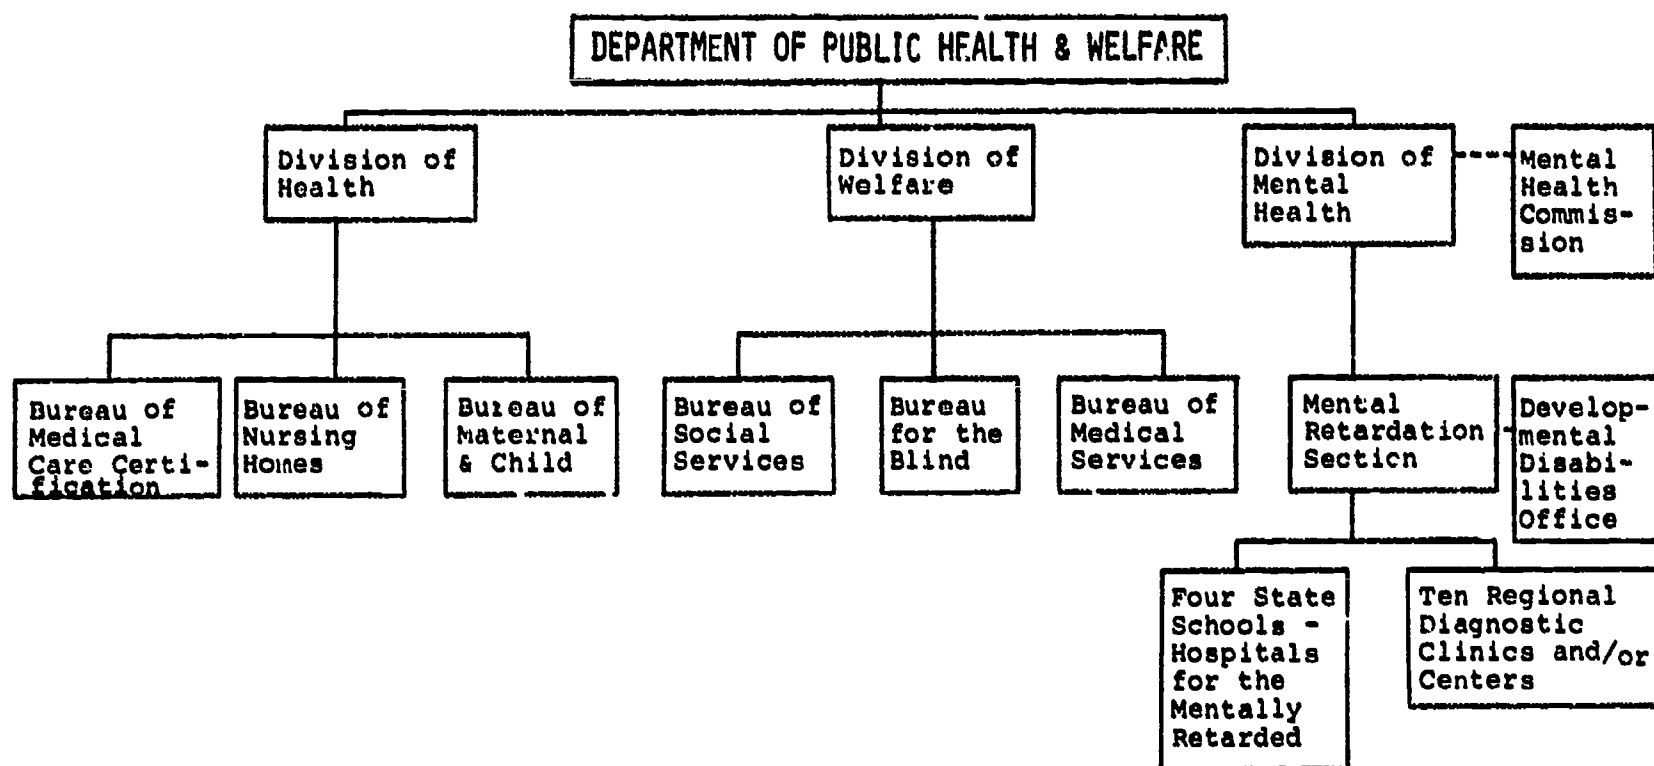 DEPARTMENT OF PUBLIC HEALTH & WELFARE
Division of
Health
Division of
Welfare
Division of
Mental
Health
Mental
Health
Commis-
sion
Bureau of
Medical
Care Certi-
fication
Bureau of
Nursing
Homes
Bureau of
Maternal
& Child
Bureau of
Social
Services
Bureau
for the
Blind
Bureau of
Medical
Services
Mental
Retardation
Section
Develop-
mental
Disabi-
lities
Office
Four State
Schools -
Hospitals
for the
Mentally
Retarded
Ten Regional
Diagnostic
Clinics and/or
Centers